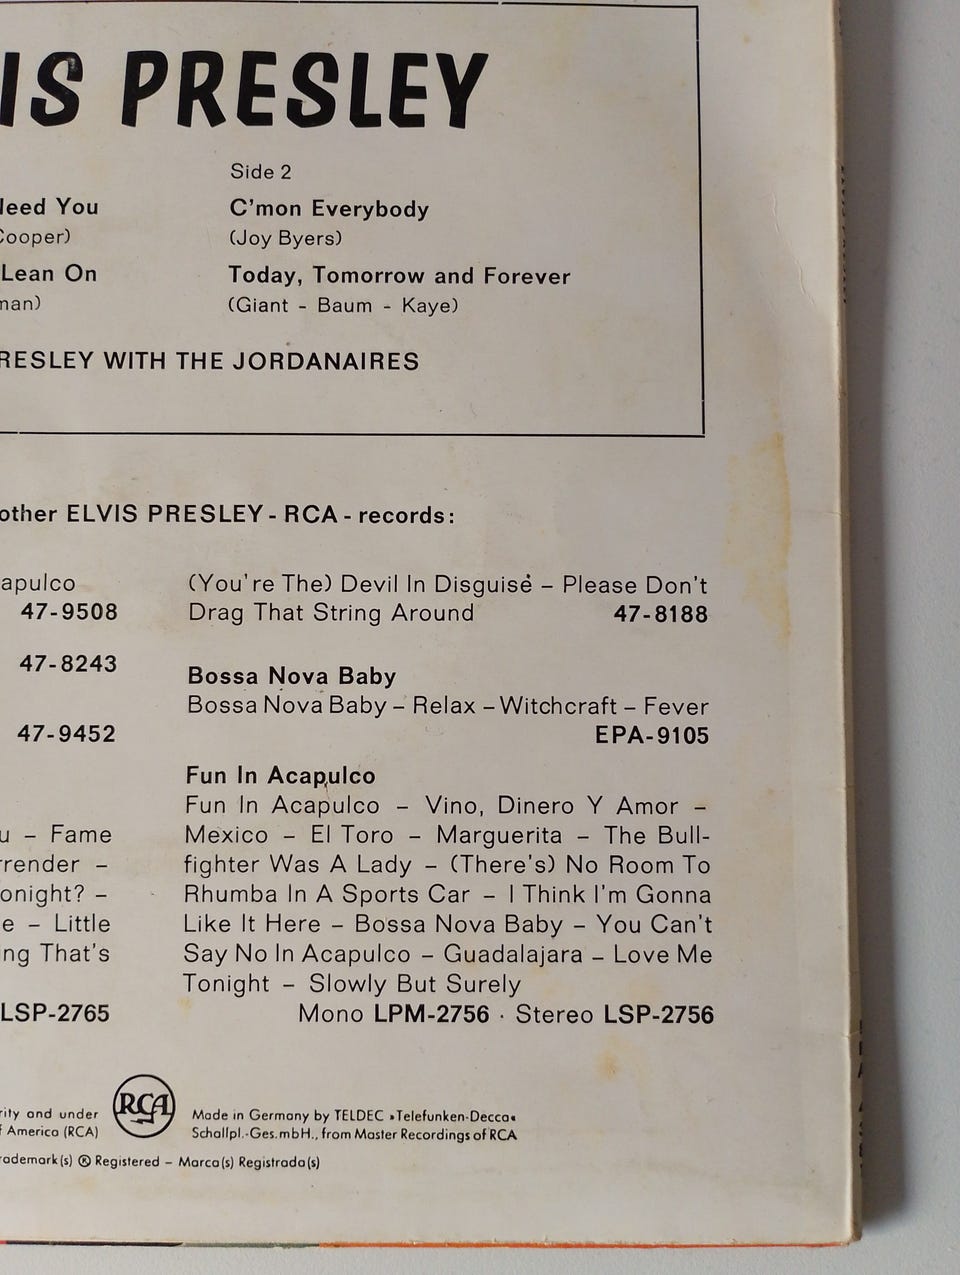 IS PRESLEY
Side 2
Need You
C'mon Everybody
Cooper)
(Joy Byers)
Lean On
Today, Tomorrow and Forever
man)
(Giant - Baum - Kaye)
RESLEY WITH THE JORDANAIRES
other ELVIS PRESLEY - RCA - records:
apulco
47-9508
47-8243
47-9452
u – Fame
rrender –
onight? –
e – Little
ing That's
LSP-2765
(You're The) Devil In Disguise – Please Don't
Drag That String Around 47-8188
Bossa Nova Baby
Bossa Nova Baby – Relax – Witchcraft – Fever
EPA-9105
Fun In Acapulco
Fun In Acapulco – Vino, Dinero Y Amor –
Mexico – El Toro – Marguerita – The Bull-
fighter Was A Lady – (There's) No Room To
Rhumba In A Sports Car – I Think I'm Gonna
Like It Here – Bossa Nova Baby – You Can't
Say No In Acapulco – Guadalajara – Love Me
Tonight – Slowly But Surely
Mono LPM-2756 · Stereo LSP-2756
rity and under
f America (RCA)
RCA
Made in Germany by TELDEC »Telefunken-Decca«
Schallpl.-Ges.mbH., from Master Recordings of RCA
rademark(s) ® Registered – Marca(s) Registrada(s)